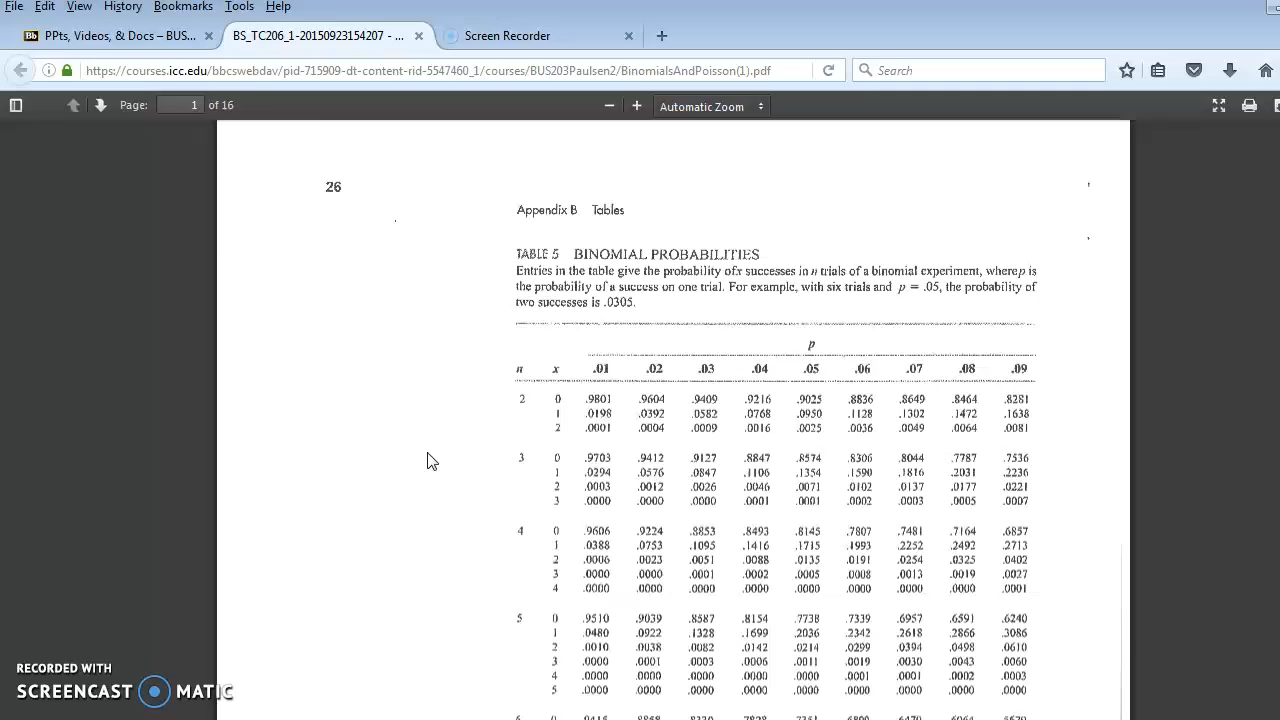 File Edit View History Bookmarks Tools Help
Bb PPts, Videos, & Docs – BUS... × BS_TC206_1-20150923154207 - ... × Screen Recorder × +
https://courses.icc.edu/bbcswebdav/pid-715909-dt-content-rid-5547460_1/courses/BUS203Paulsen2/BinomialsAndPoisson(1).pdf Search
Page: 1 of 16 Automatic Zoom
26
Appendix B Tables
TABLE 5 BINOMIAL PROBABILITIES
Entries in the table give the probability of x successes in n trials of a binomial experiment, where p is
the probability of a success on one trial. For example, with six trials and p = .05, the probability of
two successes is .0305.
p
n x .01 .02 .03 .04 .05 .06 .07 .08 .09
2 0 .9801 .9604 .9409 .9216 .9025 .8836 .8649 .8464 .8281
1 .0198 .0392 .0582 .0768 .0950 .1128 .1302 .1472 .1638
2 .0001 .0004 .0009 .0016 .0025 .0036 .0049 .0064 .0081
3 0 .9703 .9412 .9127 .8847 .8574 .8306 .8044 .7787 .7536
1 .0294 .0576 .0847 .1106 .1354 .1590 .1816 .2031 .2236
2 .0003 .0012 .0026 .0046 .0071 .0102 .0137 .0177 .0221
3 .0000 .0000 .0000 .0001 .0001 .0002 .0003 .0005 .0007
4 0 .9606 .9224 .8853 .8493 .8145 .7807 .7481 .7164 .6857
1 .0388 .0753 .1095 .1416 .1715 .1993 .2252 .2492 .2713
2 .0006 .0023 .0051 .0088 .0135 .0191 .0254 .0325 .0402
3 .0000 .0000 .0001 .0002 .0005 .0008 .0013 .0019 .0027
4 .0000 .0000 .0000 .0000 .0000 .0000 .0000 .0000 .0001
5 0 .9510 .9039 .8587 .8154 .7738 .7339 .6957 .6591 .6240
1 .0480 .0922 .1328 .1699 .2036 .2342 .2618 .2866 .3086
2 .0010 .0038 .0082 .0142 .0214 .0299 .0394 .0498 .0610
3 .0000 .0001 .0003 .0006 .0011 .0019 .0030 .0043 .0060
4 .0000 .0000 .0000 .0000 .0000 .0001 .0001 .0002 .0003
5 .0000 .0000 .0000 .0000 .0000 .0000 .0000 .0000 .0000
RECORDED WITH
SCREENCAST MATIC